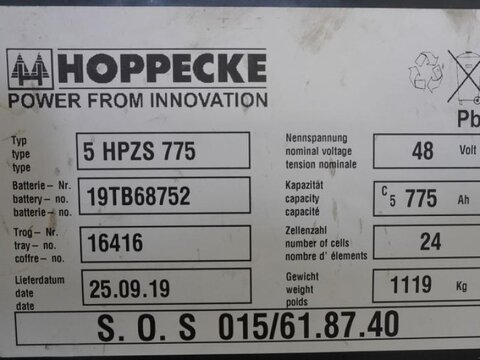 HOPPECKE
POWER FROM INNOVATION
Pb
Typ
type
type
5 HPZS 775
Batterie - Nr.
battery - no.
batterie - no.
19TB68752
Trog - Nr.
tray - no.
coffre - no.
16416
Lieferdatum
date
date
25.09.19
Nennspannung
nominal voltage
tension nominale
48 Volt
Kapazität
capacity
capacité
C5 775 Ah
Zellenzahl
number of cells
nombre d' élements
24
Gewicht
weight
poids
1119 Kg
S. O. S 015/61.87.40